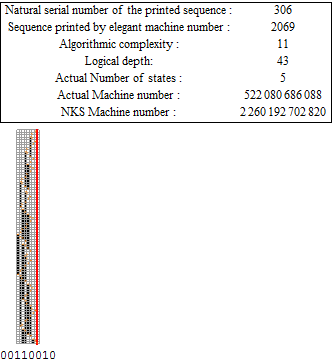 Natural serial number of the printed sequence : 306
Sequence printed by elegant machine number : 2069
Algorithmic complexity : 11
Logical depth: 43
Actual Number of states : 5
Actual Machine number : 522 080 686 088
NKS Machine number : 2 260 192 702 820
00110010